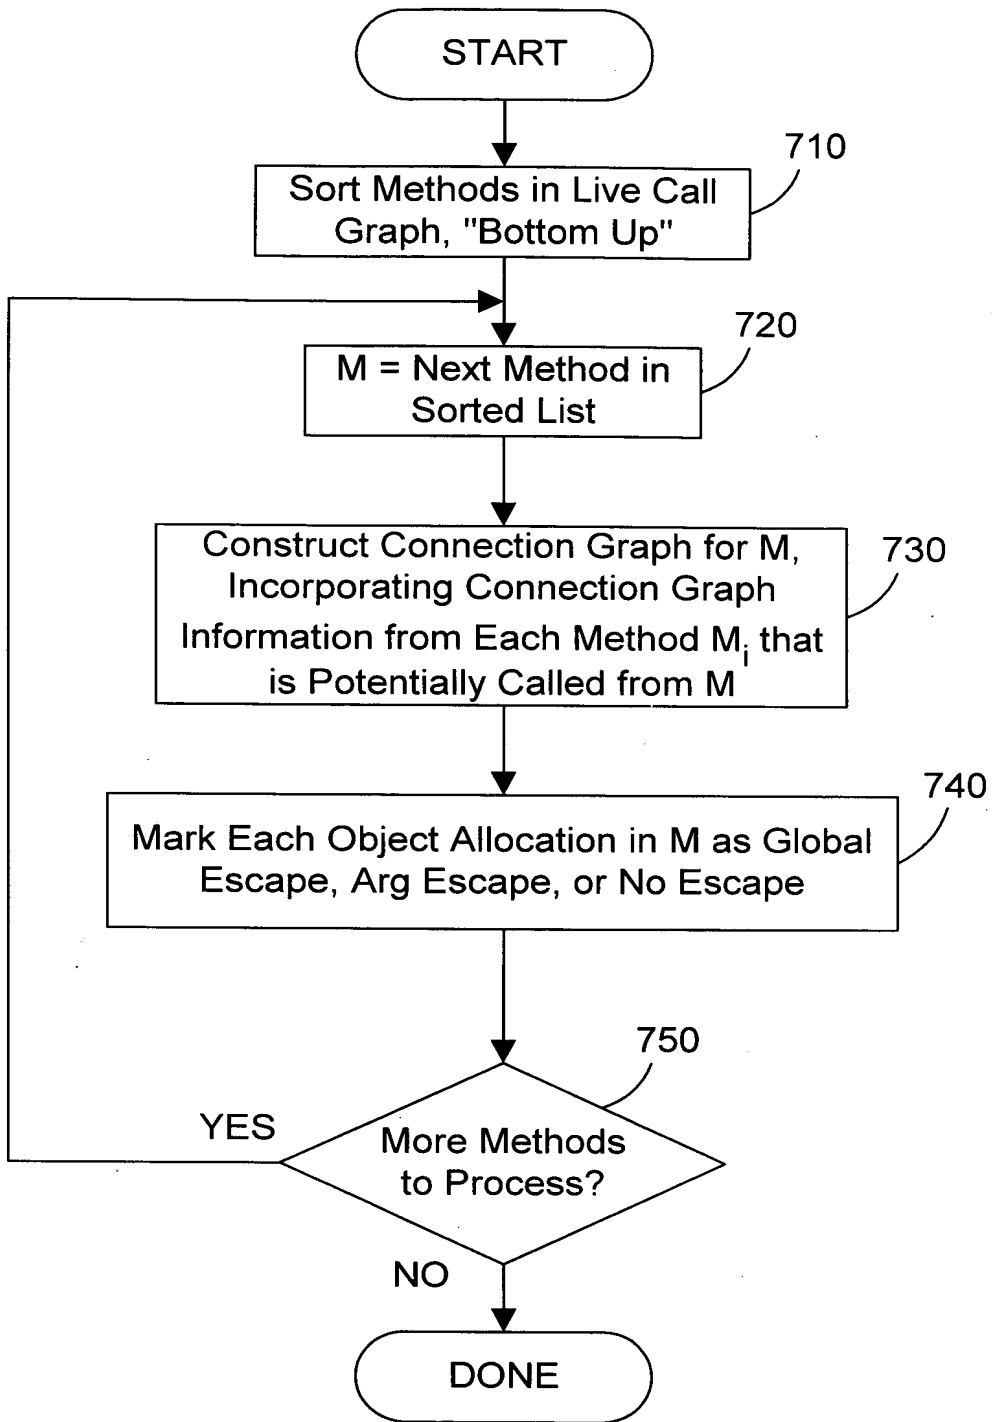 START
710
Sort Methods in Live Call
Graph, "Bottom Up"
720
M = Next Method in
Sorted List
730
Construct Connection Graph for M,
Incorporating Connection Graph
Information from Each Method Mi that
is Potentially Called from M
740
Mark Each Object Allocation in M as Global
Escape, Arg Escape, or No Escape
750
YES
More Methods
to Process?
NO
DONE